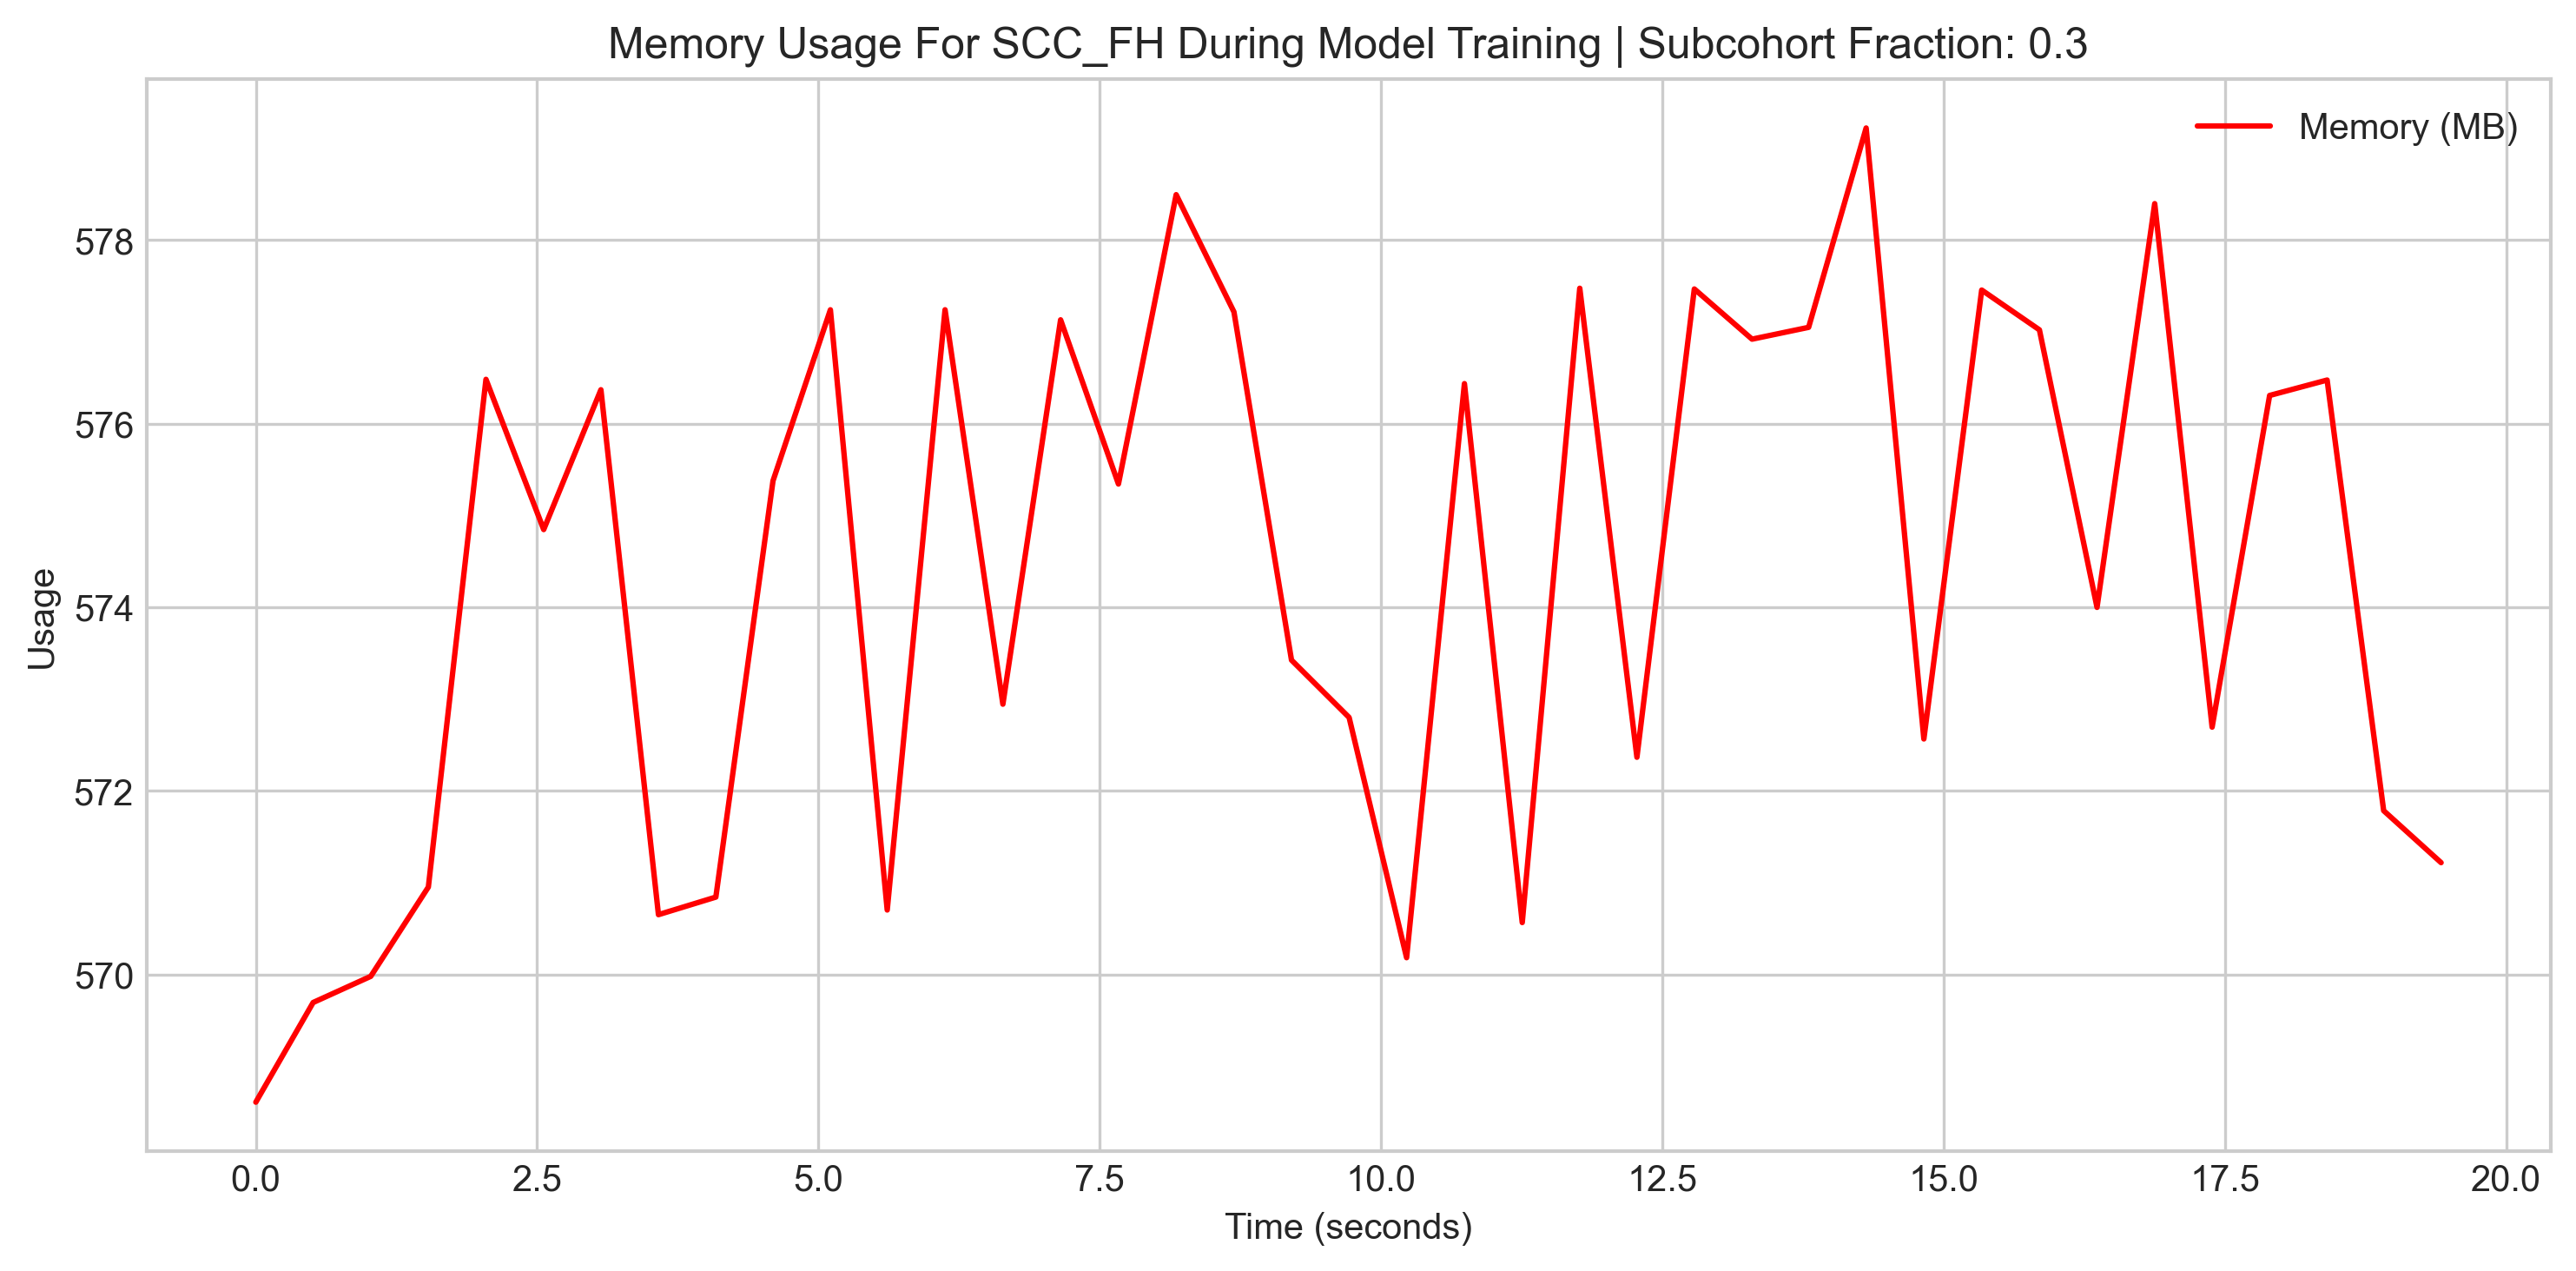 Memory Usage For SCC_FH During Model Training | Subcohort Fraction: 0.3
Memory (MB)
578
576
574
572
570
Usage
0.0 2.5 5.0 7.5 10.0 12.5 15.0 17.5 20.0
Time (seconds)